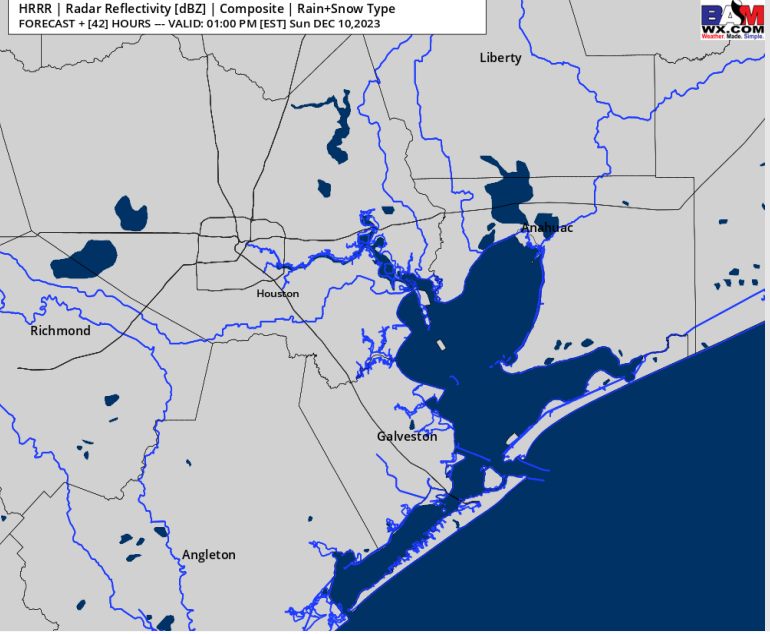 HRRR | Radar Reflectivity [dBZ] | Composite | Rain+Snow Type
FORECAST + [42] HOURS --- VALID: 01:00 PM [EST] Sun DEC 10,2023
BAM
WX.COM
Weather. Made. Simple.
Liberty
Anahuac
Houston
Richmond
Galveston
Angleton